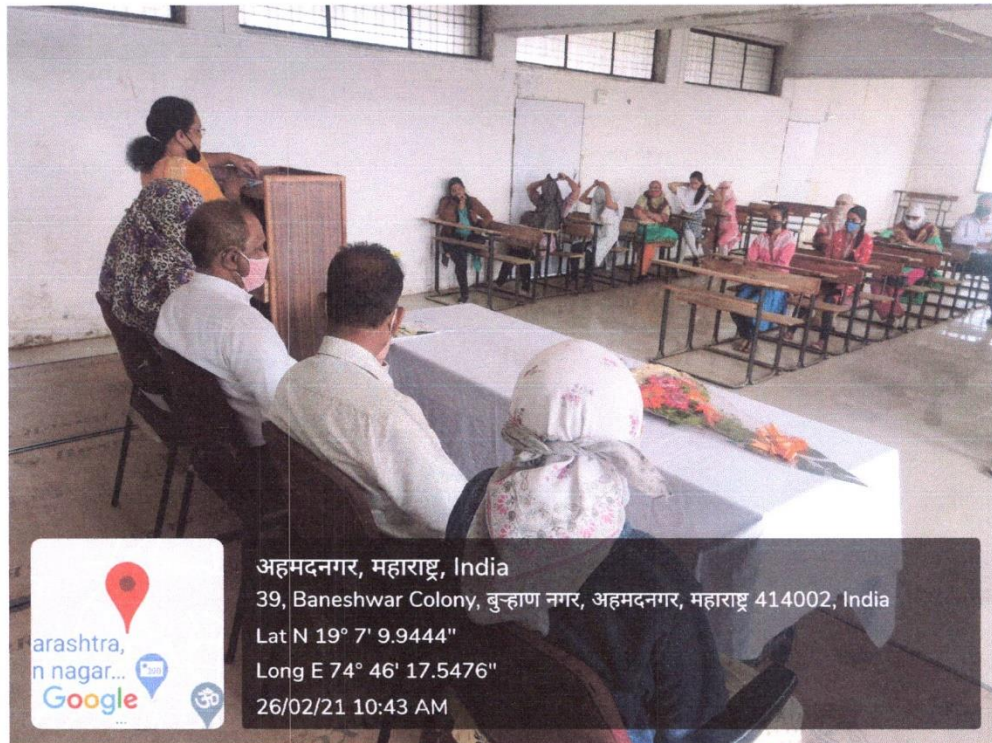 अहमदनगर, महाराष्ट्र, India
39, Baneshwar Colony, बुऱ्हाण नगर, अहमदनगर, महाराष्ट्र 414002, India
Lat N 19° 7' 9.9444"
Long E 74° 46' 17.5476"
26/02/21 10:43 AM
arashtra,
n nagar...
Google
...